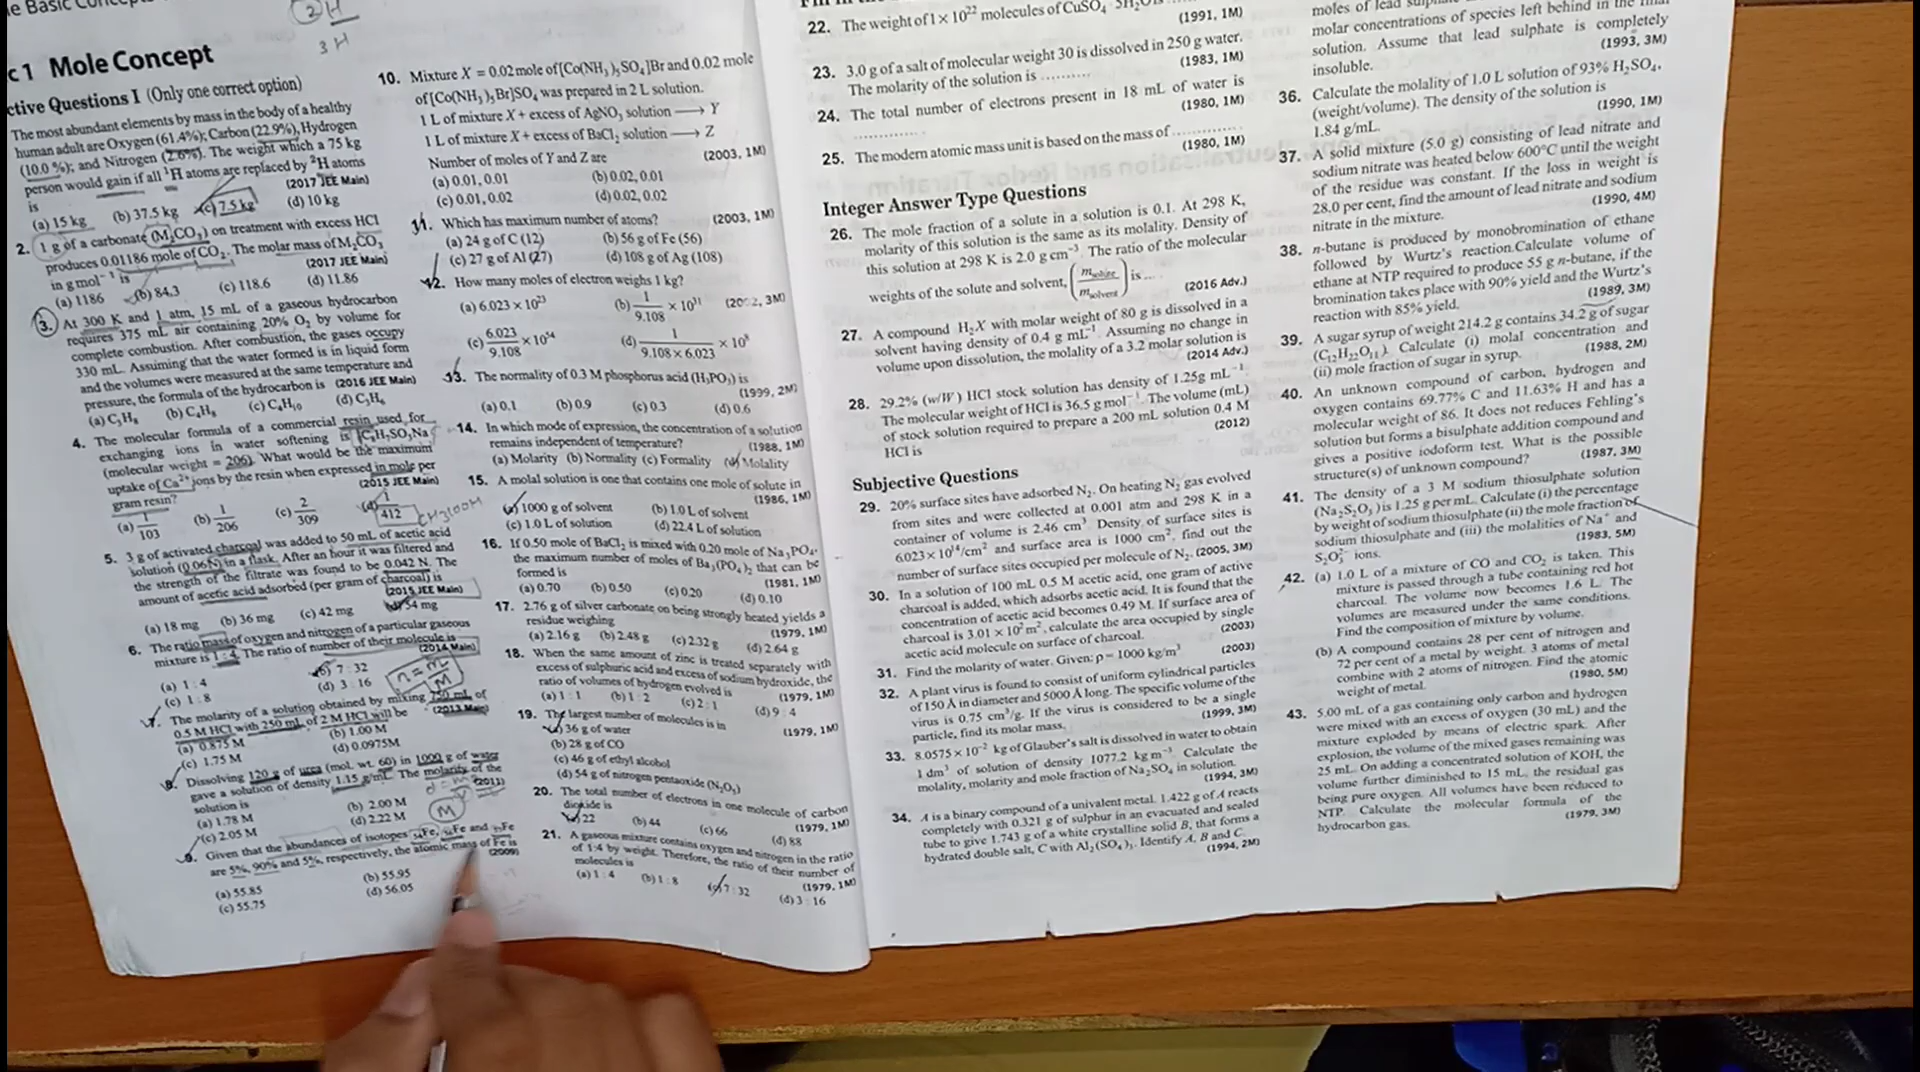 e Basic
2 H
3 H
c 1 Mole Concept
ctive Questions I (Only one correct option)
The most abundant elements by mass in the body of a healthy
human adult are Oxygen (61.4%); Carbon (22.9%), Hydrogen
(10.0 %); and Nitrogen (2.6%). The weight which a 75 kg
person would gain if all ¹H atoms are replaced by ²H atoms
is (2017 JEE Main)
(a) 15 kg (b) 37.5 kg (c) 7.5 kg (d) 10 kg
2. 1 g of a carbonate (M₂CO₃) on treatment with excess HCl
produces 0.01186 mole of CO₂. The molar mass of M₂CO₃
in g mol⁻¹ is (2017 JEE Main)
(a) 1186 (b) 84.3 (c) 118.6 (d) 11.86
3. At 300 K and 1 atm, 15 mL of a gaseous hydrocarbon
requires 375 mL air containing 20% O₂ by volume for
complete combustion. After combustion, the gases occupy
330 mL. Assuming that the water formed is in liquid form
and the volumes were measured at the same temperature and
pressure, the formula of the hydrocarbon is (2016 JEE Main)
(a) C₃H₈ (b) C₄H₈ (c) C₄H₁₀ (d) C₃H₆
4. The molecular formula of a commercial resin used for
exchanging ions in water softening is C₈H₇SO₃Na
(molecular weight = 206). What would be the maximum
uptake of Ca²⁺ ions by the resin when expressed in mole per
gram resin? (2015 JEE Main)
(a) 1/103 (b) 1/206 (c) 2/309 (d) 1/412
CH3COOH
5. 3 g of activated charcoal was added to 50 mL of acetic acid
solution (0.06N) in a flask. After an hour it was filtered and
the strength of the filtrate was found to be 0.042 N. The
amount of acetic acid adsorbed (per gram of charcoal) is
(2015 JEE Main)
(a) 18 mg (b) 36 mg (c) 42 mg (d) 54 mg
6. The ratio mass of oxygen and nitrogen of a particular gaseous
mixture is 1 : 4. The ratio of number of their molecule is
(2014 Main)
(a) 1 : 4 (b) 7 : 32
(c) 1 : 8 (d) 3 : 16
n = m/M
7. The molarity of a solution obtained by mixing 750 mL of
0.5 M HCl with 250 mL of 2 M HCl will be (2013 Main)
(a) 0.875 M (b) 1.00 M
(c) 1.75 M (d) 0.0975M
8. Dissolving 120 g of urea (mol. wt. 60) in 1000 g of water
gave a solution of density 1.15 g/mL. The molarity of the
solution is (2011)
(a) 1.78 M (b) 2.00 M
(c) 2.05 M (d) 2.22 M
M
9. Given that the abundances of isotopes ₅₄Fe, ₅₆Fe and ₅₇Fe
are 5%, 90% and 5%, respectively, the atomic mass of Fe is
(2009)
(a) 55.85 (b) 55.95
(c) 55.75 (d) 56.05
10. Mixture X = 0.02 mole of [Co(NH₃)₅SO₄]Br and 0.02 mole
of [Co(NH₃)₅Br]SO₄ was prepared in 2 L solution.
1 L of mixture X + excess of AgNO₃ solution ⟶ Y
1 L of mixture X + excess of BaCl₂ solution ⟶ Z
Number of moles of Y and Z are (2003, 1M)
(a) 0.01, 0.01 (b) 0.02, 0.01
(c) 0.01, 0.02 (d) 0.02, 0.02
11. Which has maximum number of atoms? (2003, 1M)
(a) 24 g of C (12) (b) 56 g of Fe (56)
(c) 27 g of Al (27) (d) 108 g of Ag (108)
12. How many moles of electron weighs 1 kg?
(a) 6.023 × 10²³ (b) 1/9.108 × 10³¹ (2002, 3M)
(c) 6.023/9.108 × 10⁵⁴ (d) 1/9.108 × 6.023 × 10⁸
13. The normality of 0.3 M phosphorus acid (H₃PO₃) is
(1999, 2M)
(a) 0.1 (b) 0.9 (c) 0.3 (d) 0.6
14. In which mode of expression, the concentration of a solution
remains independent of temperature? (1988, 1M)
(a) Molarity (b) Normality (c) Formality (d) Molality
15. A molal solution is one that contains one mole of solute in
(1986, 1M)
(a) 1000 g of solvent (b) 1.0 L of solvent
(c) 1.0 L of solution (d) 22.4 L of solution
16. If 0.50 mole of BaCl₂ is mixed with 0.20 mole of Na₃PO₄,
the maximum number of moles of Ba₃(PO₄)₂ that can be
formed is (1981, 1M)
(a) 0.70 (b) 0.50 (c) 0.20 (d) 0.10
17. 2.76 g of silver carbonate on being strongly heated yields a
residue weighing (1979, 1M)
(a) 2.16 g (b) 2.48 g (c) 2.32 g (d) 2.64 g
18. When the same amount of zinc is treated separately with
excess of sulphuric acid and excess of sodium hydroxide, the
ratio of volumes of hydrogen evolved is (1979, 1M)
(a) 1 : 1 (b) 1 : 2 (c) 2 : 1 (d) 9 : 4
19. The largest number of molecules is in (1979, 1M)
(a) 36 g of water
(b) 28 g of CO
(c) 46 g of ethyl alcohol
(d) 54 g of nitrogen pentaoxide (N₂O₅)
20. The total number of electrons in one molecule of carbon
dioxide is (1979, 1M)
(a) 22 (b) 44 (c) 66 (d) 88
21. A gaseous mixture contains oxygen and nitrogen in the ratio
of 1:4 by weight. Therefore, the ratio of their number of
molecules is (1979, 1M)
(a) 1 : 4 (b) 1 : 8 (c) 7 : 32 (d) 3 : 16
22. The weight of 1 × 10²² molecules of CuSO₄ · 5H₂O is
(1991, 1M)
23. 3.0 g of a salt of molecular weight 30 is dissolved in 250 g water.
The molarity of the solution is .......... (1983, 1M)
24. The total number of electrons present in 18 mL of water is
............. (1980, 1M)
25. The modern atomic mass unit is based on the mass of .............
(1980, 1M)
Integer Answer Type Questions
26. The mole fraction of a solute in a solution is 0.1. At 298 K,
molarity of this solution is the same as its molality. Density of
this solution at 298 K is 2.0 g cm⁻³. The ratio of the molecular
weights of the solute and solvent, (m solute/m solvent) is ... (2016 Adv.)
27. A compound H₂X with molar weight of 80 g is dissolved in a
solvent having density of 0.4 g mL⁻¹. Assuming no change in
volume upon dissolution, the molality of a 3.2 molar solution is
(2014 Adv.)
28. 29.2% (w/W) HCl stock solution has density of 1.25g mL⁻¹.
The molecular weight of HCl is 36.5 g mol⁻¹. The volume (mL)
of stock solution required to prepare a 200 mL solution 0.4 M
HCl is (2012)
Subjective Questions
29. 20% surface sites have adsorbed N₂. On heating N₂ gas evolved
from sites and were collected at 0.001 atm and 298 K in a
container of volume is 2.46 cm³. Density of surface sites is
6.023 × 10¹⁴/cm² and surface area is 1000 cm², find out the
number of surface sites occupied per molecule of N₂. (2005, 3M)
30. In a solution of 100 mL 0.5 M acetic acid, one gram of active
charcoal is added, which adsorbs acetic acid. It is found that the
concentration of acetic acid becomes 0.49 M. If surface area of
charcoal is 3.01 × 10² m², calculate the area occupied by single
acetic acid molecule on surface of charcoal. (2003)
31. Find the molarity of water. Given: ρ = 1000 kg/m³ (2003)
32. A plant virus is found to consist of uniform cylindrical particles
of 150 Å in diameter and 5000 Å long. The specific volume of the
virus is 0.75 cm³/g. If the virus is considered to be a single
particle, find its molar mass. (1999, 3M)
33. 8.0575 × 10⁻² kg of Glauber's salt is dissolved in water to obtain
1 dm³ of solution of density 1077.2 kg m⁻³. Calculate the
molality, molarity and mole fraction of Na₂SO₄ in solution.
(1994, 3M)
34. A is a binary compound of a univalent metal. 1.422 g of A reacts
completely with 0.321 g of sulphur in an evacuated and sealed
tube to give 1.743 g of a white crystalline solid B, that forms a
hydrated double salt, C with Al₂(SO₄)₃. Identify A, B and C.
(1994, 2M)
moles of lead
molar concentrations of species left behind in the
solution. Assume that lead sulphate is completely
insoluble. (1993, 3M)
36. Calculate the molality of 1.0 L solution of 93% H₂SO₄,
(weight/volume). The density of the solution is
1.84 g/mL. (1990, 1M)
37. A solid mixture (5.0 g) consisting of lead nitrate and
sodium nitrate was heated below 600°C until the weight
of the residue was constant. If the loss in weight is
28.0 per cent, find the amount of lead nitrate and sodium
nitrate in the mixture. (1990, 4M)
38. n-butane is produced by monobromination of ethane
followed by Wurtz's reaction.Calculate volume of
ethane at NTP required to produce 55 g n-butane, if the
bromination takes place with 90% yield and the Wurtz's
reaction with 85% yield. (1989, 3M)
39. A sugar syrup of weight 214.2 g contains 34.2 g of sugar
(C₁₂H₂₂O₁₁). Calculate (i) molal concentration and
(ii) mole fraction of sugar in syrup. (1988, 2M)
40. An unknown compound of carbon, hydrogen and
oxygen contains 69.77% C and 11.63% H and has a
molecular weight of 86. It does not reduces Fehling's
solution but forms a bisulphate addition compound and
gives a positive iodoform test. What is the possible
structure(s) of unknown compound? (1987, 3M)
41. The density of a 3 M sodium thiosulphate solution
(Na₂S₂O₃) is 1.25 g per mL. Calculate (i) the percentage
by weight of sodium thiosulphate (ii) the mole fraction of
sodium thiosulphate and (iii) the molalities of Na⁺ and
S₂O₃²⁻ ions. (1983, 5M)
42. (a) 1.0 L of a mixture of CO and CO₂ is taken. This
mixture is passed through a tube containing red hot
charcoal. The volume now becomes 1.6 L. The
volumes are measured under the same conditions.
Find the composition of mixture by volume.
(b) A compound contains 28 per cent of nitrogen and
72 per cent of a metal by weight. 3 atoms of metal
combine with 2 atoms of nitrogen. Find the atomic
weight of metal. (1980, 5M)
43. 5.00 mL of a gas containing only carbon and hydrogen
were mixed with an excess of oxygen (30 mL) and the
mixture exploded by means of electric spark. After
explosion, the volume of the mixed gases remaining was
25 mL. On adding a concentrated solution of KOH, the
volume further diminished to 15 mL, the residual gas
being pure oxygen. All volumes have been reduced to
NTP. Calculate the molecular formula of the
hydrocarbon gas. (1979, 3M)